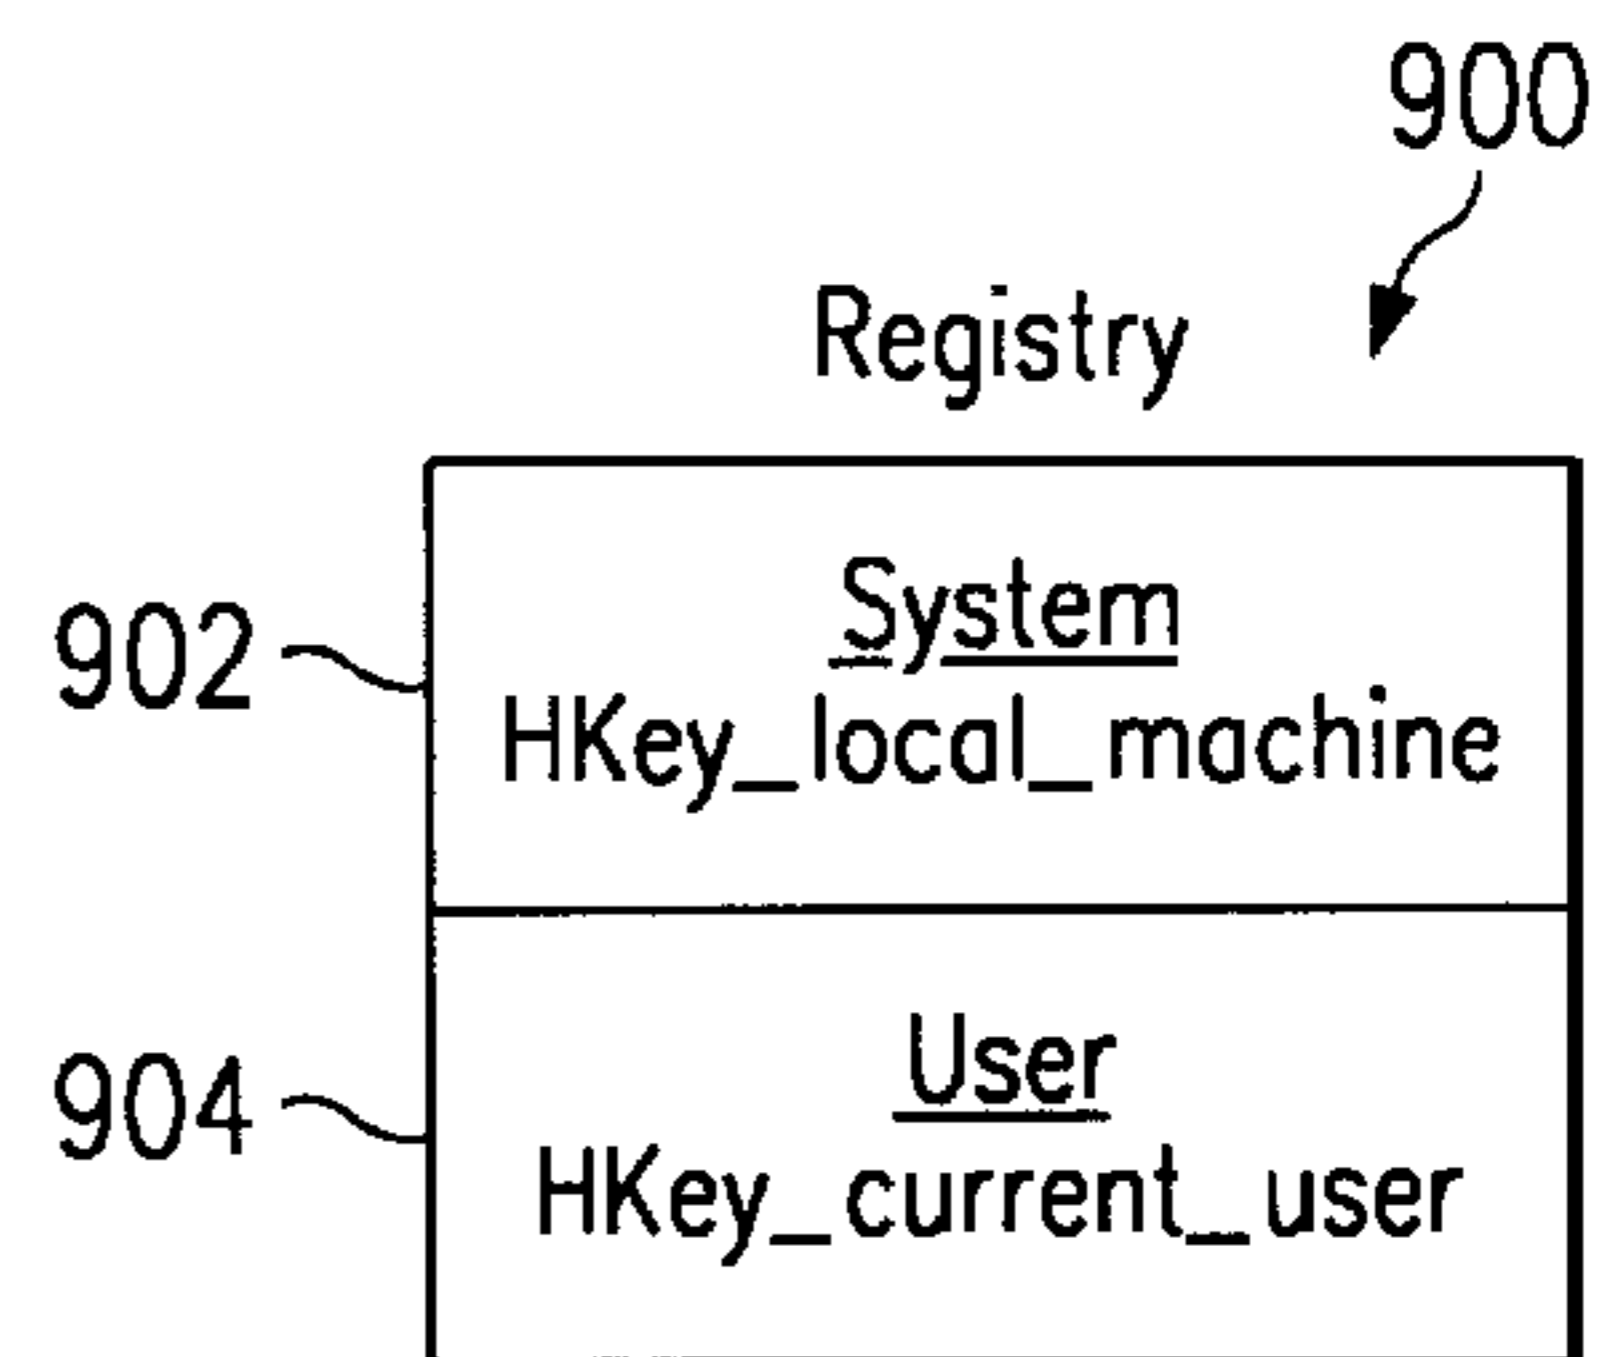 900
Registry
System
902
HKey_local_machine
User
904
HKey_current_user